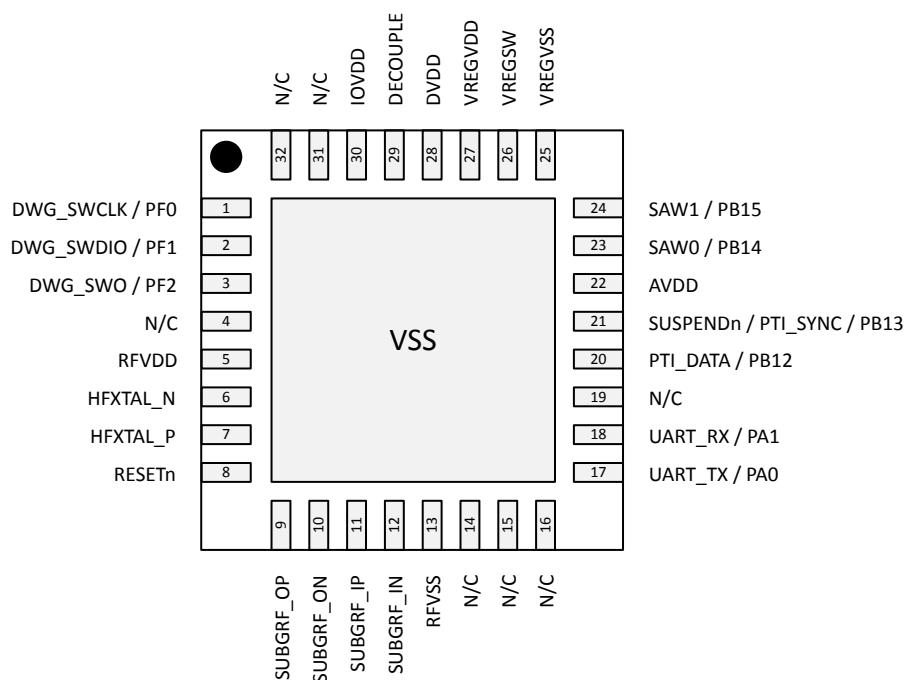 N/C
N/C
IOVDD
DECOUPLE
DVDD
VREGVDD
VREGSW
VREGVSS
32
31
30
29
28
27
26
25
DWG_SWCLK / PF0
1
24
SAW1 / PB15
DWG_SWDIO / PF1
2
23
SAW0 / PB14
DWG_SWO / PF2
3
22
AVDD
N/C
4
21
SUSPENDn / PTI_SYNC / PB13
VSS
RFVDD
5
20
PTI_DATA / PB12
HFXTAL_N
6
19
N/C
HFXTAL_P
7
18
UART_RX / PA1
RESETn
8
17
UART_TX / PA0
9
10
11
12
13
14
15
16
SUBGRF_OP
SUBGRF_ON
SUBGRF_IP
SUBGRF_IN
RFVSS
N/C
N/C
N/C